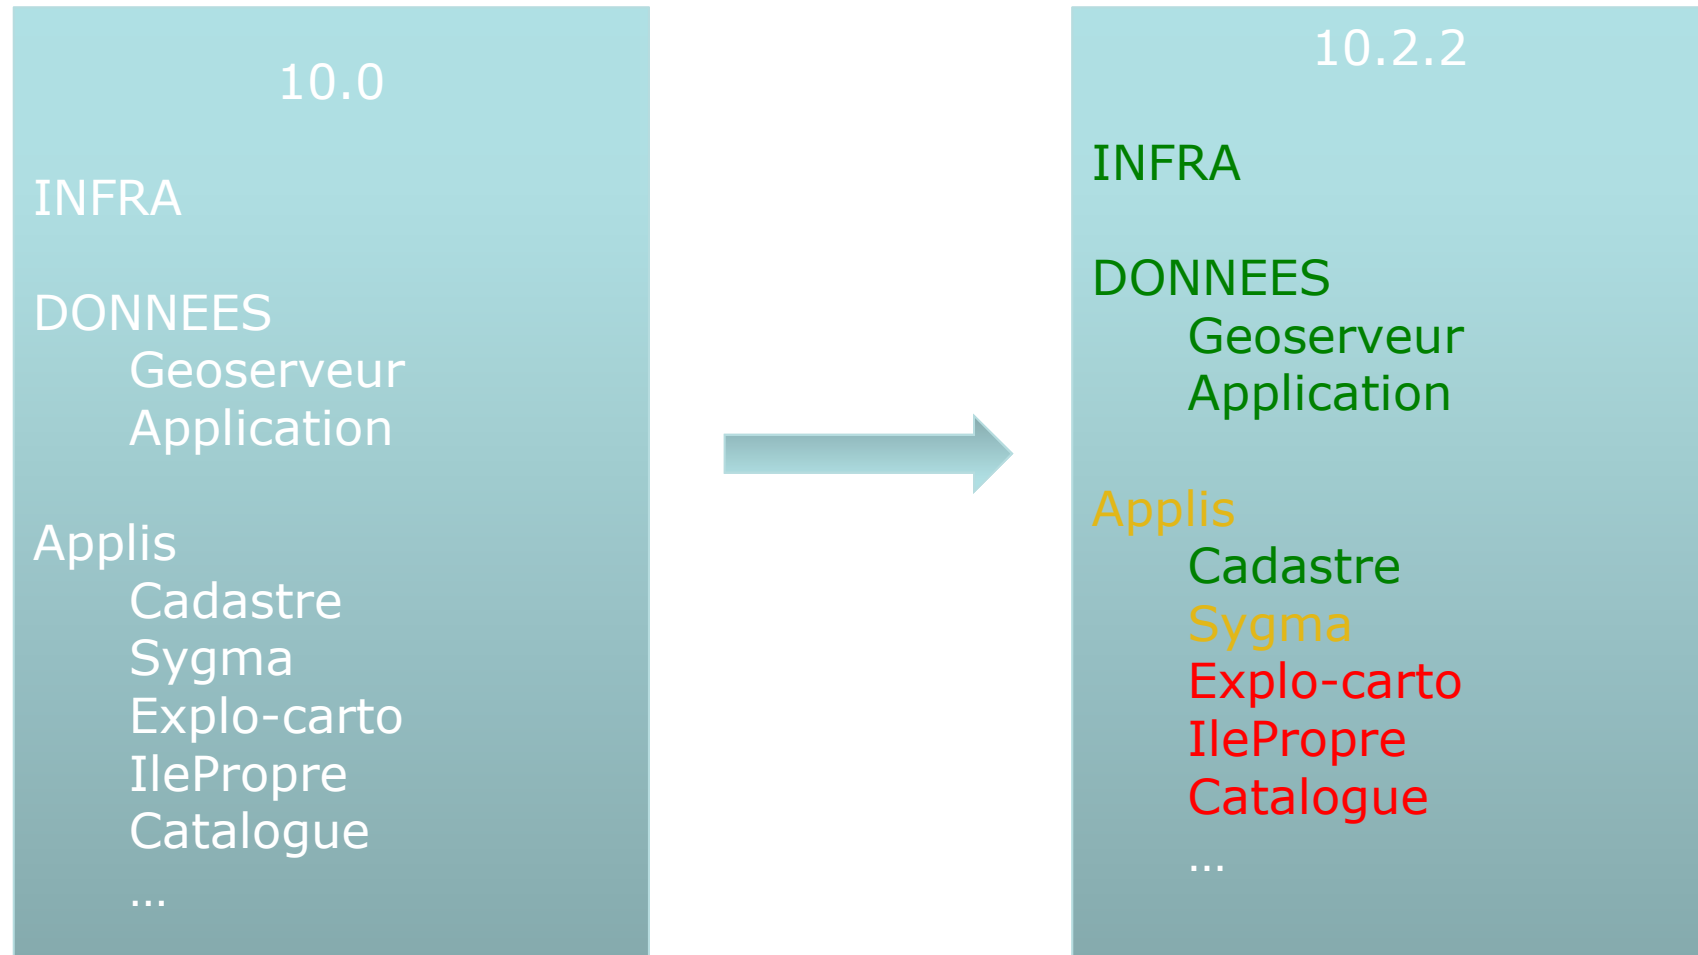 10.0
INFRA
DONNEES
Geoserveur
Application
Applis
Cadastre
Sygma
Explo-carto
IlePropre
Catalogue
…
10.2.2
INFRA
DONNEES
Geoserveur
Application
Applis
Cadastre
Sygma
Explo-carto
IlePropre
Catalogue
…